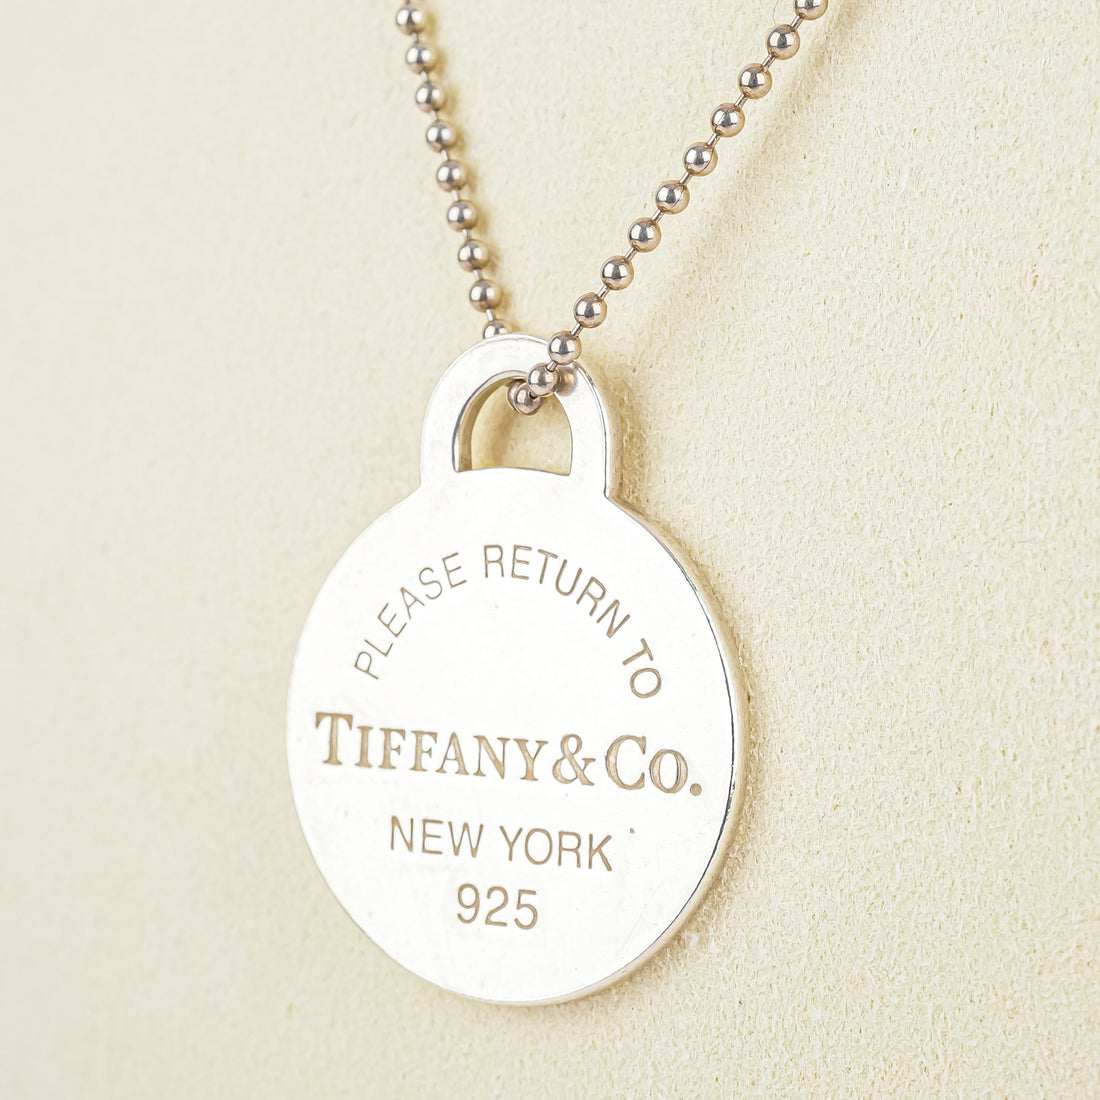 PLEASE RETURN TO
TIFFANY & CO.
NEW YORK
925